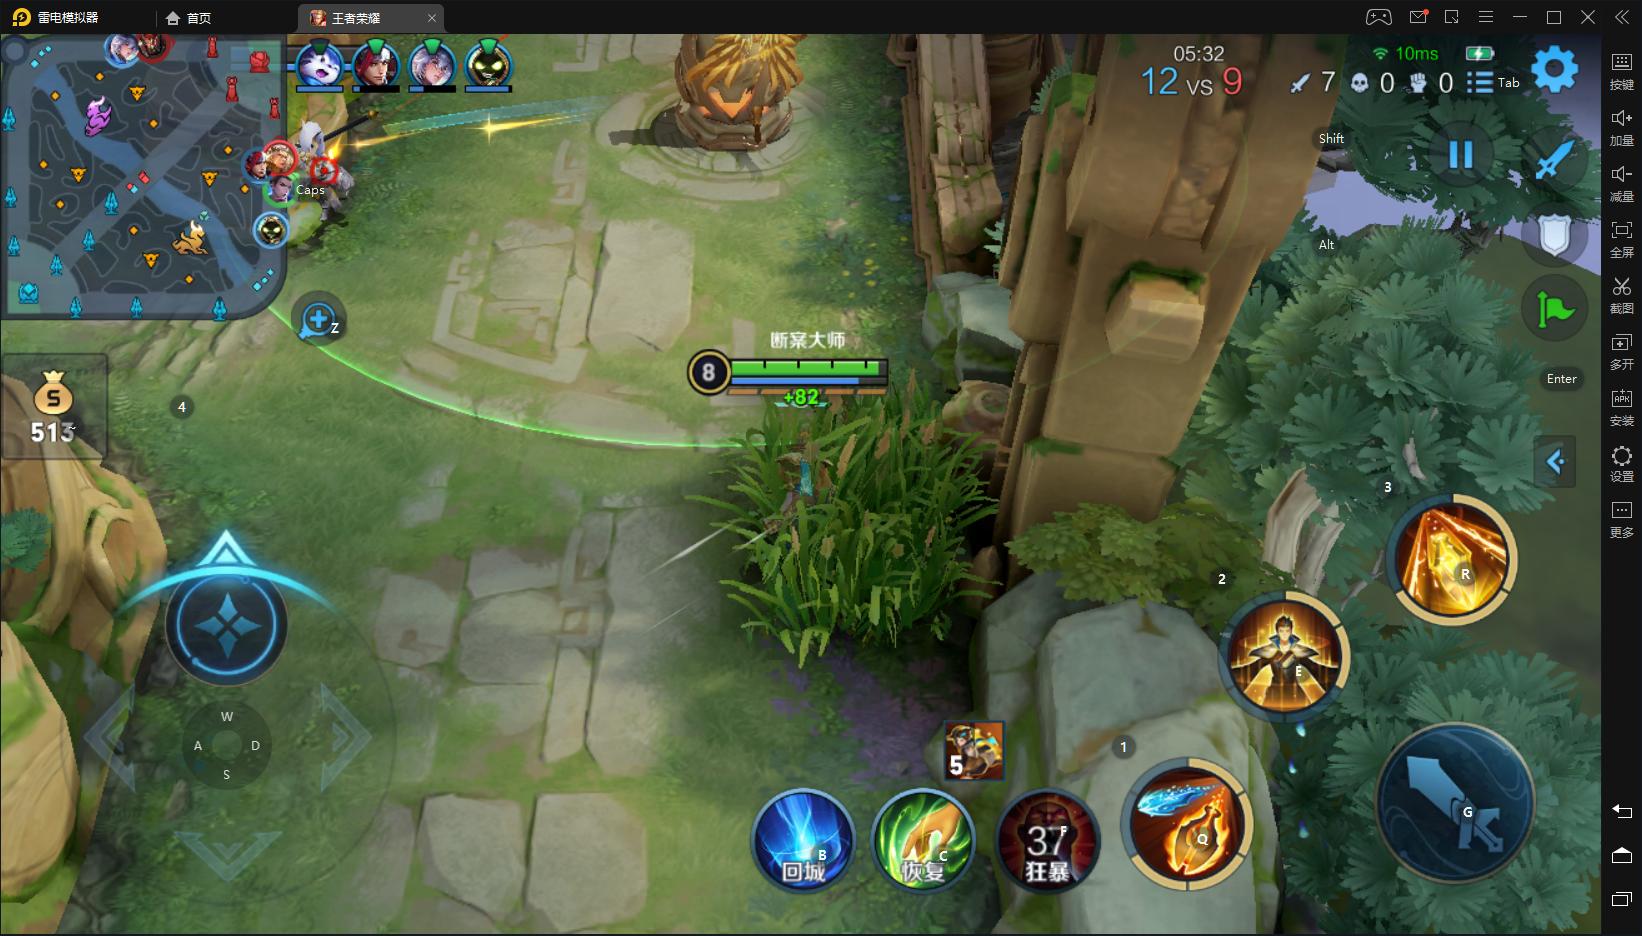 雷电模拟器
首页
王者荣耀
05:32
10ms
12 vs 9
7
0
0
Tab
按键
加量
减量
全屏
截图
多开
安装
设置
更多
APK
Shift
Alt
Enter
Caps
Z
断案大师
8
+82
S
513
4
3
R
2
E
W
A
D
S
1
5
G
Q
B
回城
C
恢复
37
F
狂暴